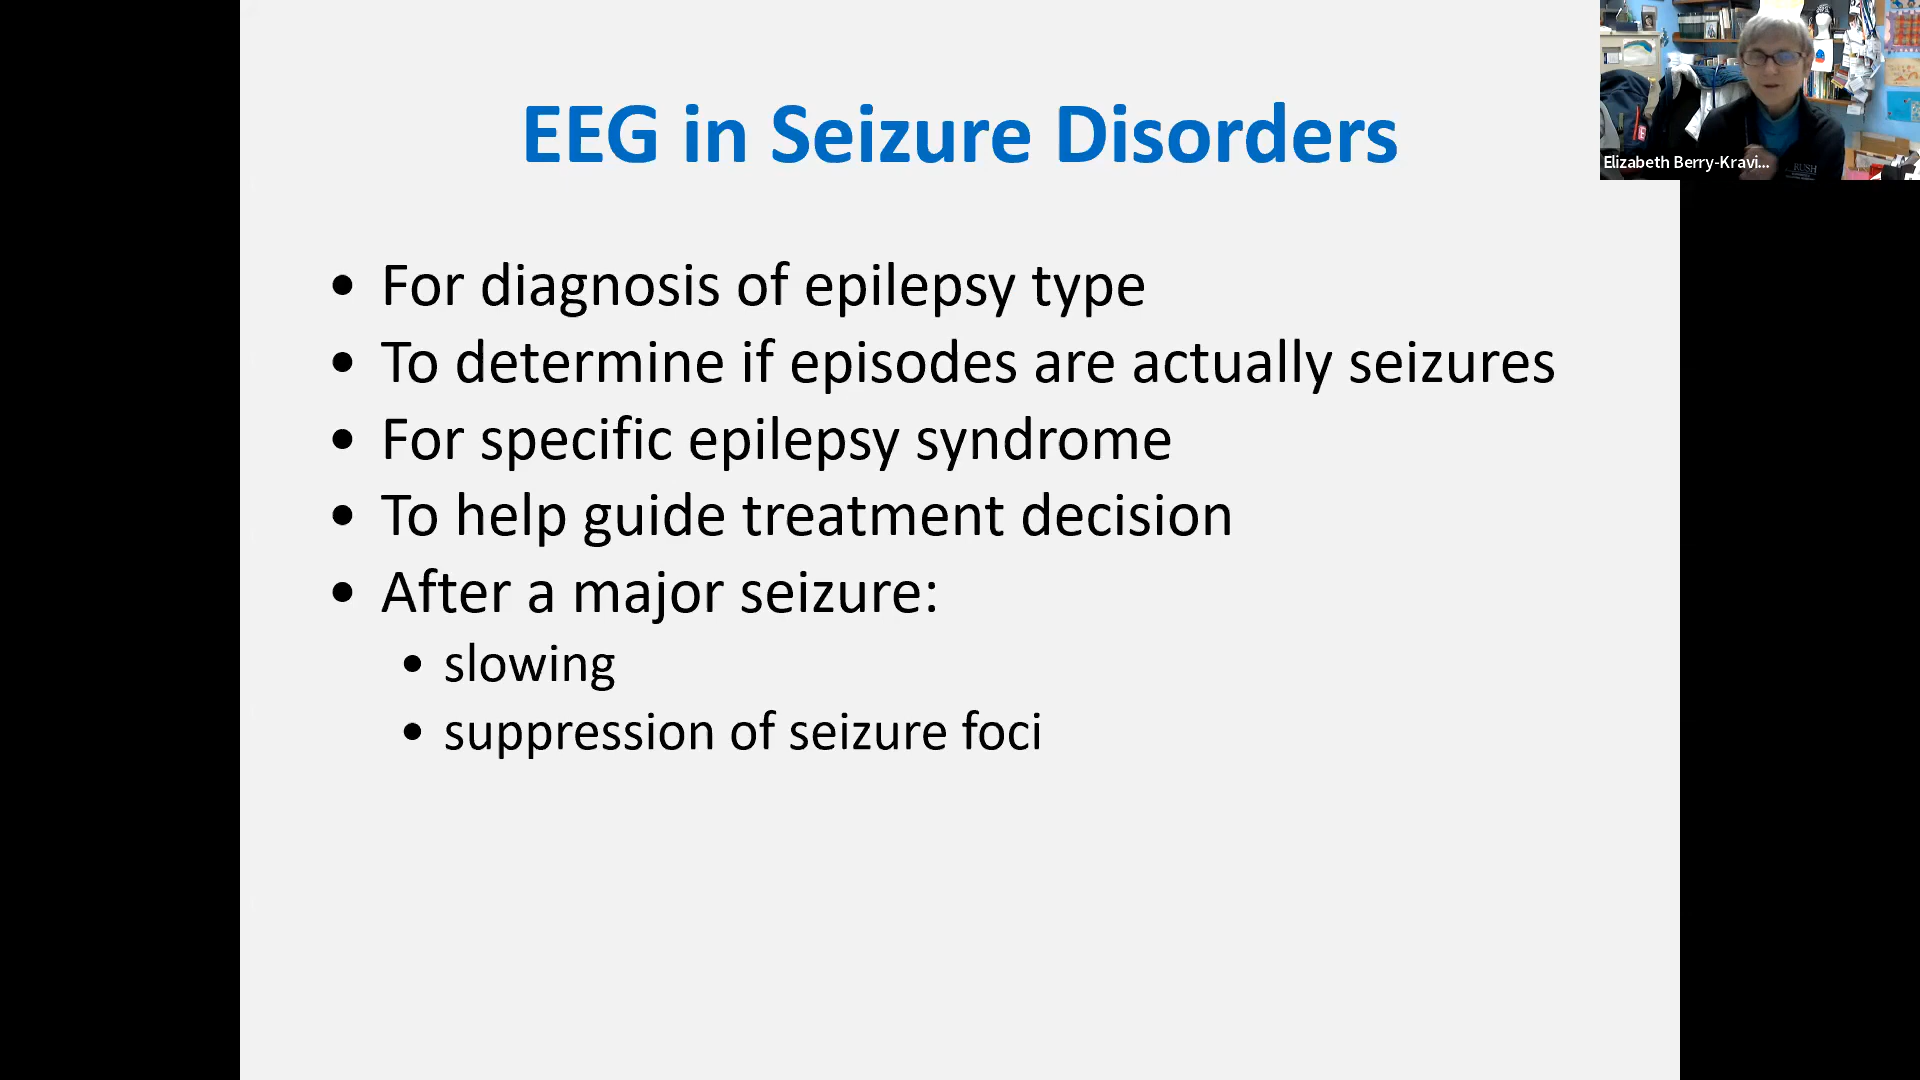 EEG in Seizure Disorders
• For diagnosis of epilepsy type
• To determine if episodes are actually seizures
• For specific epilepsy syndrome
• To help guide treatment decision
• After a major seizure:
• slowing
• suppression of seizure foci
Elizabeth Berry-Kravi...
RUSH